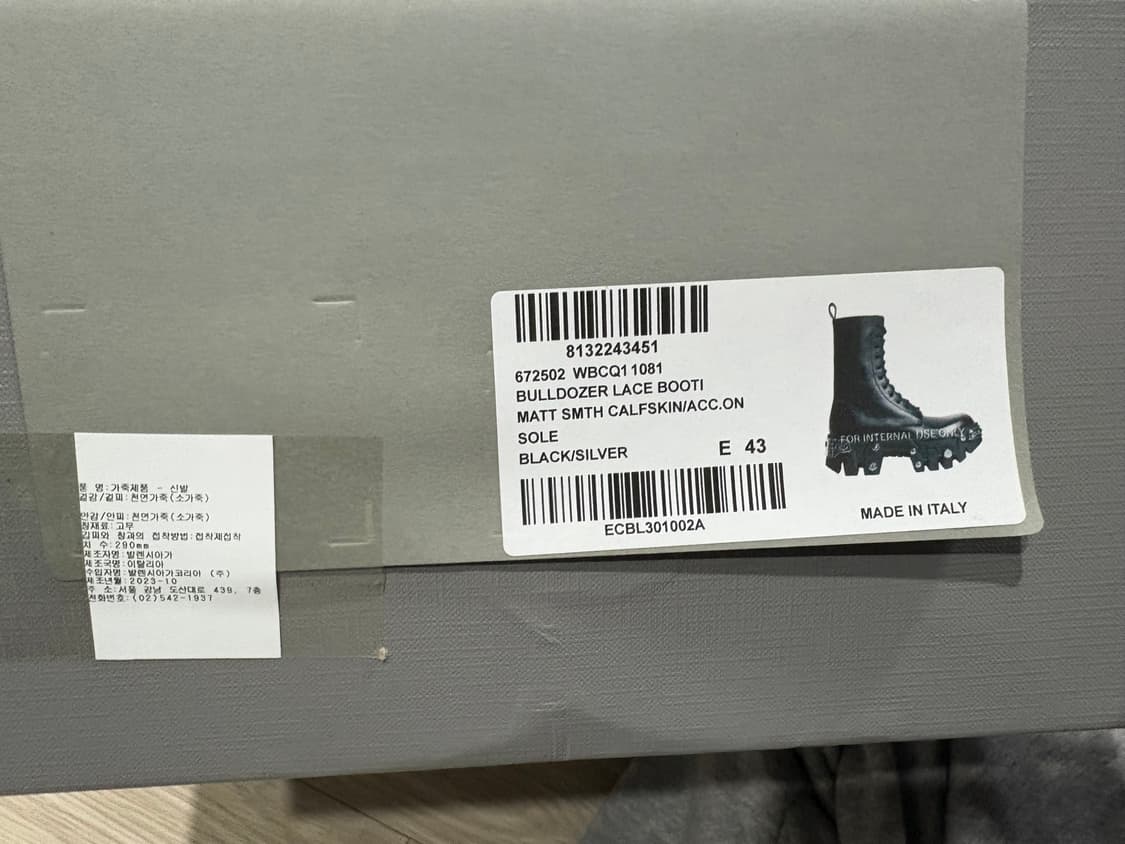 8132243451
672502 WBCQ1 1081
BULLDOZER LACE BOOTI
MATT SMTH CALFSKIN/ACC.ON
SOLE
BLACK/SILVER E 43
ECBL301002A
FOR INTERNAL USE ONLY
MADE IN ITALY
품 명:가죽제품 - 신발
겉감/겉피:천연가죽(소가죽)
안감/안피:천연가죽(소가죽)
창재료:고무
갑피와 창과의 접착방법:접착제접착
치 수:290mm
제조자명:발렌시아가
제조국명:이탈리아
수입자명:발렌시아가코리아 (주)
제조년월:2023-10
주 소:서울 강남 도산대로 439, 7층
전화번호:(02)542-1937